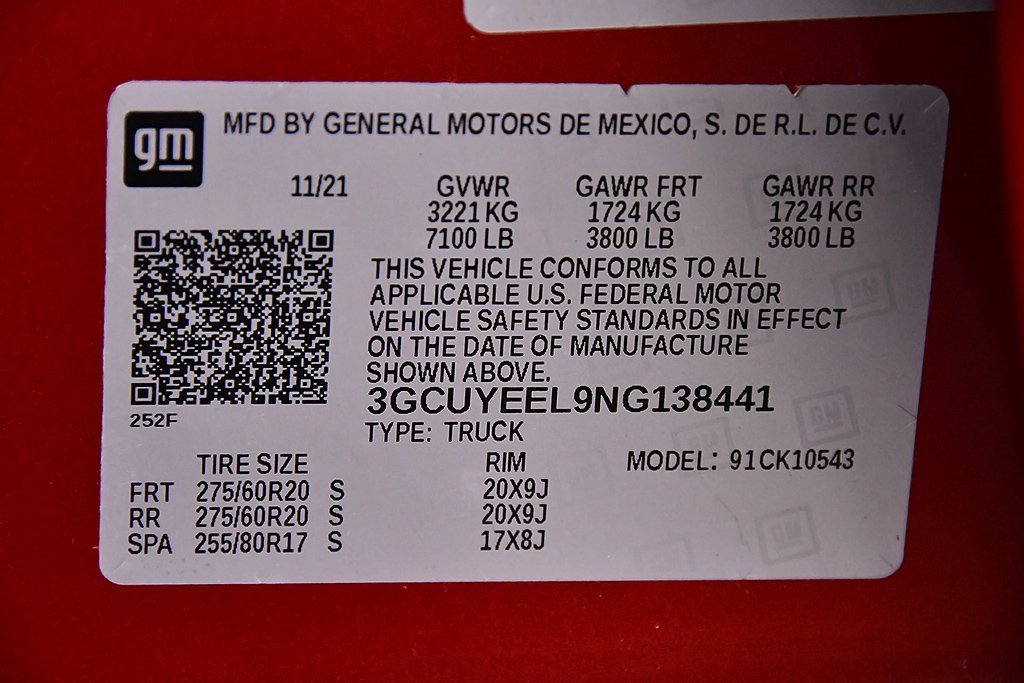 gm
MFD BY GENERAL MOTORS DE MEXICO, S. DE R.L. DE C.V.
11/21 GVWR GAWR FRT GAWR RR
3221 KG 1724 KG 1724 KG
7100 LB 3800 LB 3800 LB
THIS VEHICLE CONFORMS TO ALL
APPLICABLE U.S. FEDERAL MOTOR
VEHICLE SAFETY STANDARDS IN EFFECT
ON THE DATE OF MANUFACTURE
SHOWN ABOVE.
3GCUYEEL9NG138441
252F
TYPE: TRUCK
TIRE SIZE RIM MODEL: 91CK10543
FRT 275/60R20 S 20X9J
RR 275/60R20 S 20X9J
SPA 255/80R17 S 17X8J
GM
GM
GM